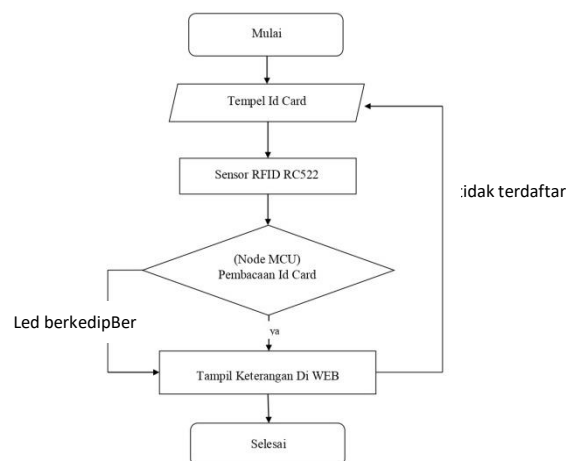 Mulai
Tempel Id Card
Sensor RFID RC522
tidak terdaftar
(Node MCU)
Pembacaan Id Card
Led berkedipBer
ya
Tampil Keterangan Di WEB
Selesai